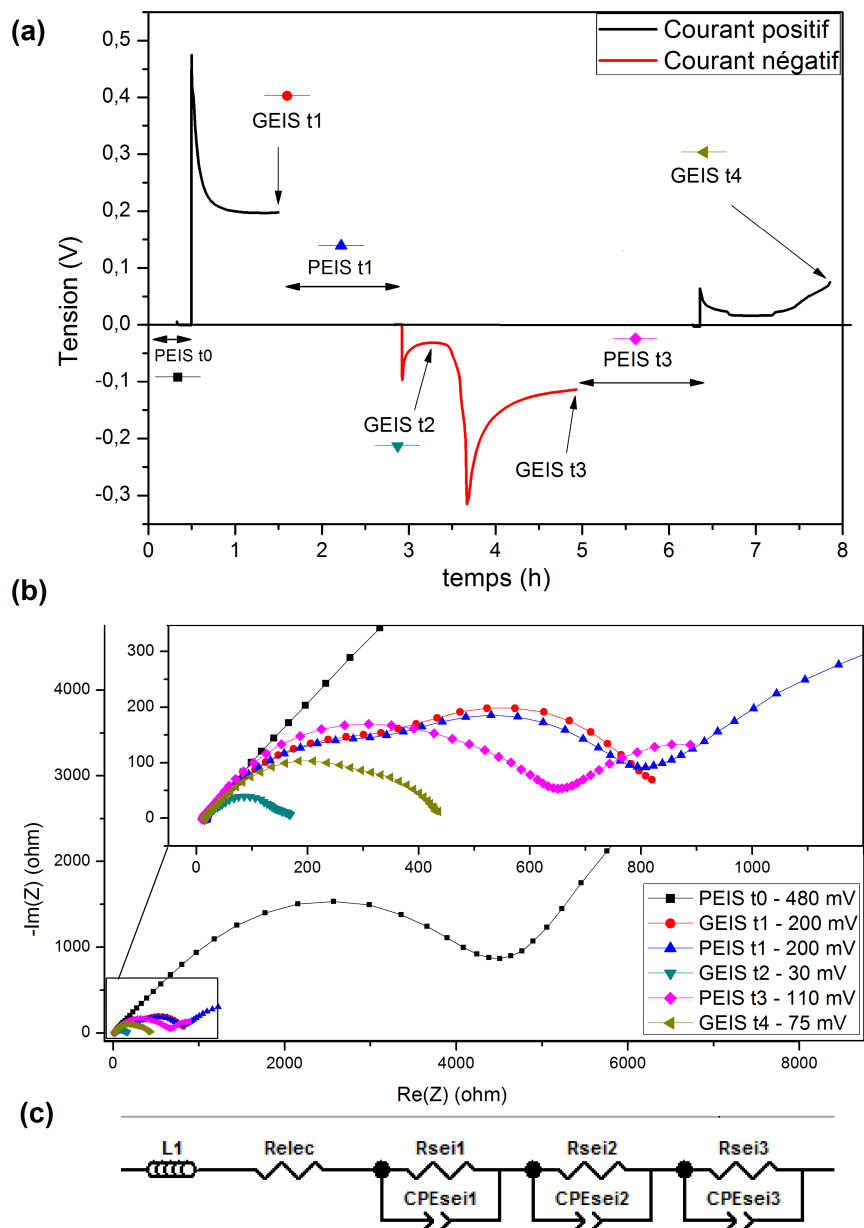 (a)
Courant positif
Courant négatif
Tension (V)
0,5
0,4
0,3
0,2
0,1
0,0
-0,1
-0,2
-0,3
GEIS t1
PEIS t1
PEIS t0
GEIS t2
GEIS t3
PEIS t3
GEIS t4
0 1 2 3 4 5 6 7 8
temps (h)
(b)
-Im(Z) (ohm)
4000
3000
2000
1000
0
350
300
250
200
150
100
50
0
0 200 400 600 800 1000
PEIS t0 - 480 mV
GEIS t1 - 200 mV
PEIS t1 - 200 mV
GEIS t2 - 30 mV
PEIS t3 - 110 mV
GEIS t4 - 75 mV
0 2000 4000 6000 8000
Re(Z) (ohm)
(c)
L1 Relec Rsei1 Rsei2 Rsei3
CPEsei1 CPEsei2 CPEsei3